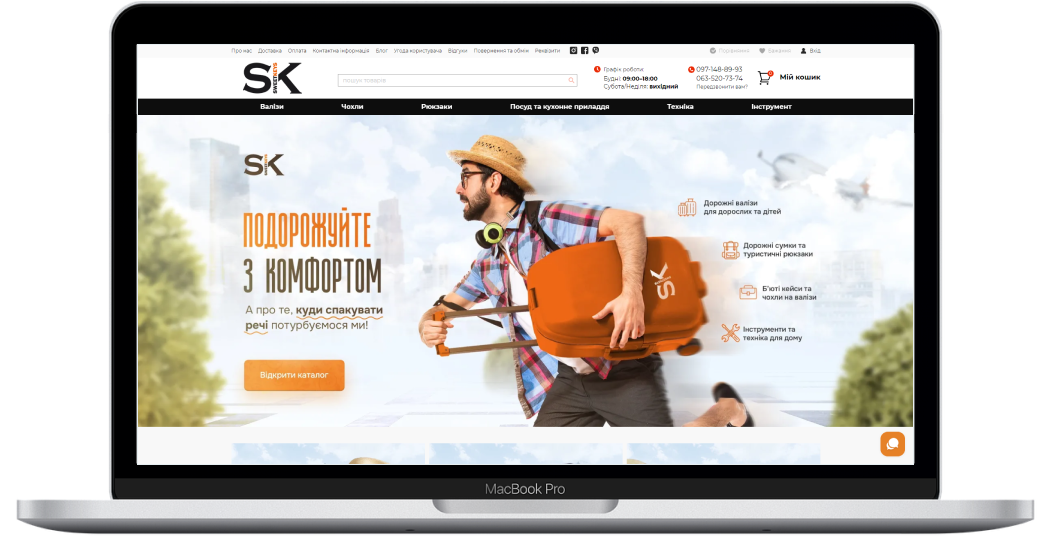 Про нас Доставка Оплата Контактна інформація Блог Угода користувача Відгуки Повернення та обмін Реквізити
Порівняння Бажання Вхід
SK
SWEETKEYS
пошук товарів
Графік роботи:
Будні: 09:00-18:00
Субота/Неділя: вихідний
097-148-89-93
063-520-73-74
Передзвонити вам?
0
Мій кошик
Валізи Чохли Рюкзаки Посуд та кухонне приладдя Техніка Інструмент
SK
ПОДОРОЖУЙТЕ
З КОМФОРТОМ
А про те, куди спакувати
речі потурбуємося ми!
Відкрити каталог
SK
Дорожні валізи
для дорослих та дітей
Дорожні сумки та
туристичні рюкзаки
Б'юті кейси та
чохли на валізи
Інструменти та
техніка для дому
MacBook Pro